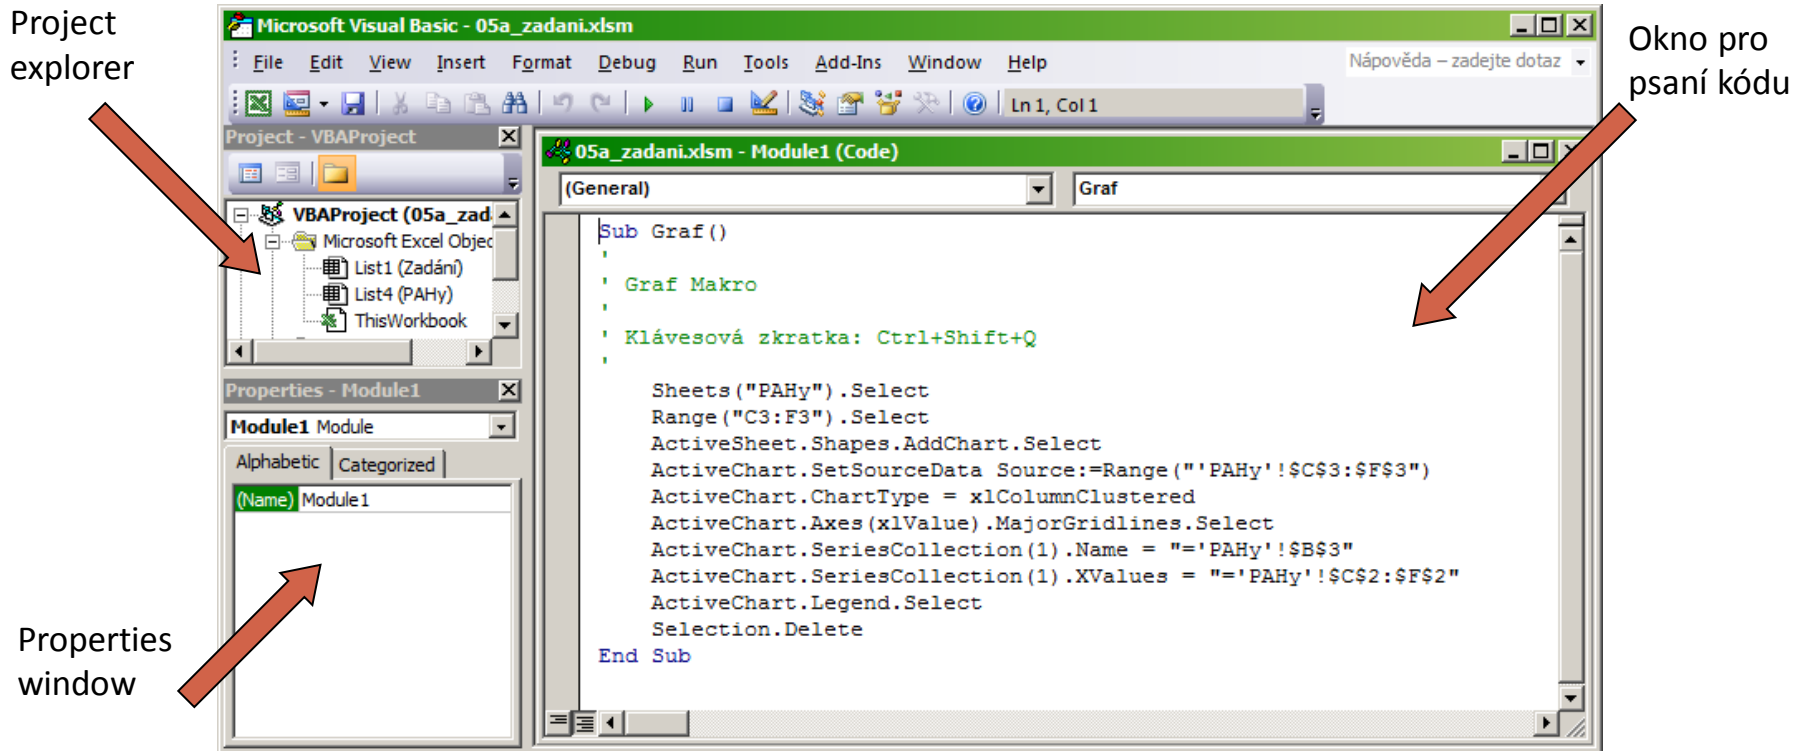 Project
explorer
Okno pro
psaní kódu
Properties
window
Microsoft Visual Basic - 05a_zadani.xlsm
File Edit View Insert Format Debug Run Tools Add-Ins Window Help
Nápověda – zadejte dotaz
Ln 1, Col 1
Project - VBAProject
VBAProject (05a_zad
Microsoft Excel Objec
List1 (Zadání)
List4 (PAHy)
ThisWorkbook
Properties - Module1
Module1 Module
Alphabetic Categorized
(Name) Module1
05a_zadani.xlsm - Module1 (Code)
(General) Graf
Sub Graf()
'
' Graf Makro
'
' Klávesová zkratka: Ctrl+Shift+Q
'
Sheets("PAHy").Select
Range("C3:F3").Select
ActiveSheet.Shapes.AddChart.Select
ActiveChart.SetSourceData Source:=Range("'PAHy'!$C$3:$F$3")
ActiveChart.ChartType = xlColumnClustered
ActiveChart.Axes(xlValue).MajorGridlines.Select
ActiveChart.SeriesCollection(1).Name = "='PAHy'!$B$3"
ActiveChart.SeriesCollection(1).XValues = "='PAHy'!$C$2:$F$2"
ActiveChart.Legend.Select
Selection.Delete
End Sub